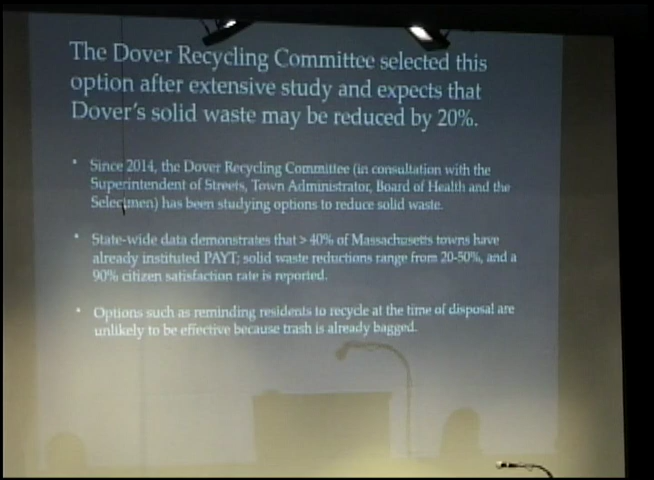 The Dover Recycling Committee selected this
option after extensive study and expects that
Dover's solid waste may be reduced by 20%.
• Since 2014, the Dover Recycling Committee (in consultation with the
Superintendent of Streets, Town Administrator, Board of Health and the
Selectmen) has been studying options to reduce solid waste.
• State-wide data demonstrates that > 40% of Massachusetts towns have
already instituted PAYT; solid waste reductions range from 20-50%, and a
90% citizen satisfaction rate is reported.
• Options such as reminding residents to recycle at the time of disposal are
unlikely to be effective because trash is already bagged.